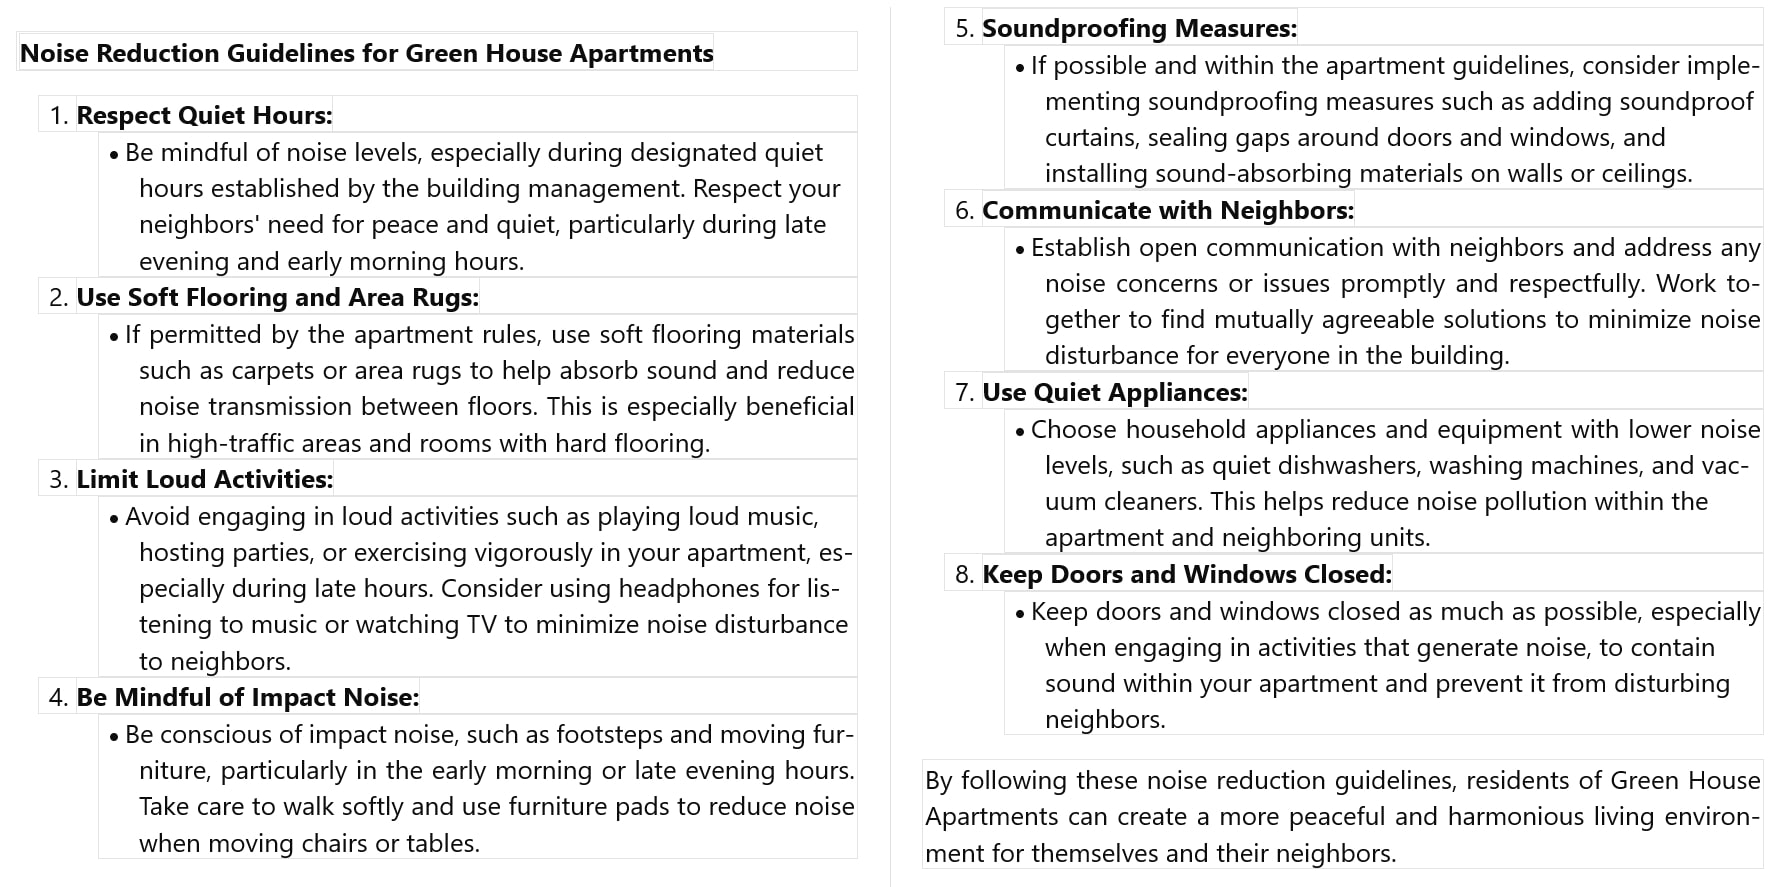 Noise Reduction Guidelines for Green House Apartments
1. Respect Quiet Hours:
• Be mindful of noise levels, especially during designated quiet
hours established by the building management. Respect your
neighbors' need for peace and quiet, particularly during late
evening and early morning hours.
2. Use Soft Flooring and Area Rugs:
• If permitted by the apartment rules, use soft flooring materials
such as carpets or area rugs to help absorb sound and reduce
noise transmission between floors. This is especially beneficial
in high-traffic areas and rooms with hard flooring.
3. Limit Loud Activities:
• Avoid engaging in loud activities such as playing loud music,
hosting parties, or exercising vigorously in your apartment, es-
pecially during late hours. Consider using headphones for lis-
tening to music or watching TV to minimize noise disturbance
to neighbors.
4. Be Mindful of Impact Noise:
• Be conscious of impact noise, such as footsteps and moving fur-
niture, particularly in the early morning or late evening hours.
Take care to walk softly and use furniture pads to reduce noise
when moving chairs or tables.
5. Soundproofing Measures:
• If possible and within the apartment guidelines, consider imple-
menting soundproofing measures such as adding soundproof
curtains, sealing gaps around doors and windows, and
installing sound-absorbing materials on walls or ceilings.
6. Communicate with Neighbors:
• Establish open communication with neighbors and address any
noise concerns or issues promptly and respectfully. Work to-
gether to find mutually agreeable solutions to minimize noise
disturbance for everyone in the building.
7. Use Quiet Appliances:
• Choose household appliances and equipment with lower noise
levels, such as quiet dishwashers, washing machines, and vac-
uum cleaners. This helps reduce noise pollution within the
apartment and neighboring units.
8. Keep Doors and Windows Closed:
• Keep doors and windows closed as much as possible, especially
when engaging in activities that generate noise, to contain
sound within your apartment and prevent it from disturbing
neighbors.
By following these noise reduction guidelines, residents of Green House
Apartments can create a more peaceful and harmonious living environ-
ment for themselves and their neighbors.